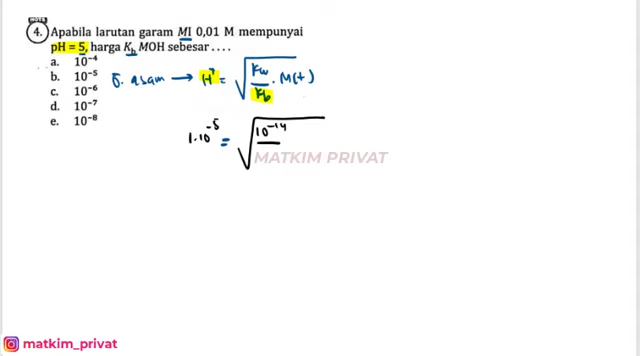 HOTS
4. Apabila larutan garam MI 0,01 M mempunyai
pH = 5, harga Kb MOH sebesar . . . .
a. 10⁻⁴
b. 10⁻⁵
c. 10⁻⁶
d. 10⁻⁷
e. 10⁻⁸
G. asam → H⁺ = √(Kw/Kb . M(+))
1.10⁻⁵ = √(10⁻¹⁴
MATKIM PRIVAT
matkim_privat